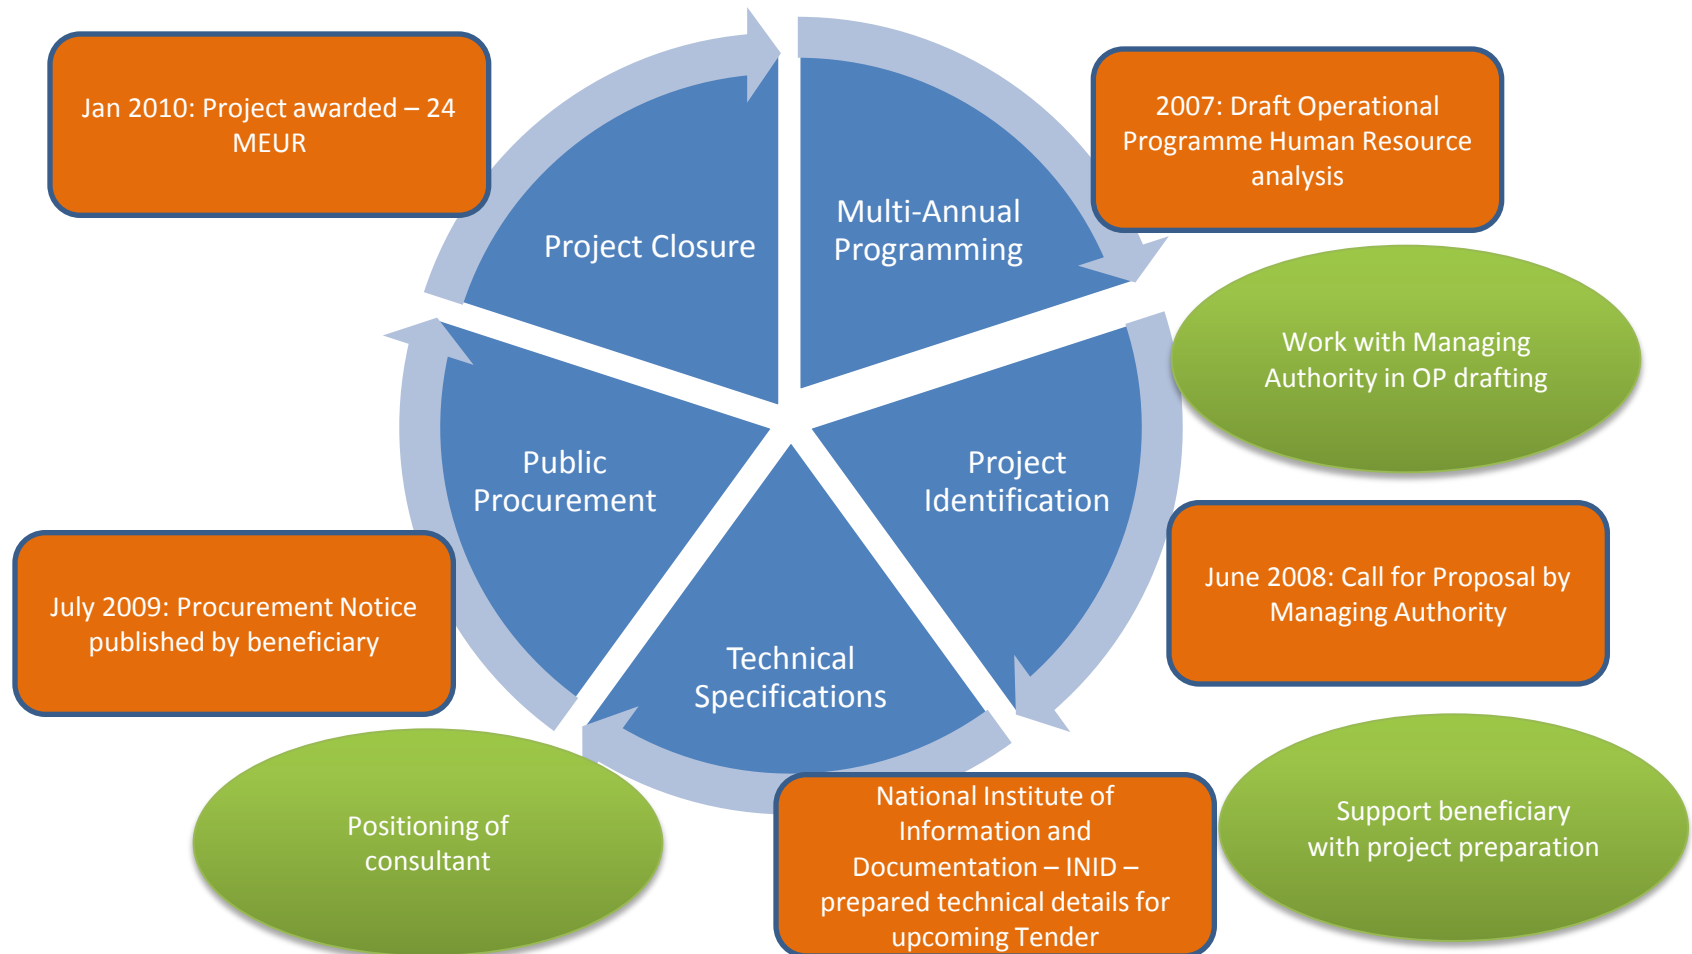 Jan 2010: Project awarded – 24
MEUR
2007: Draft Operational
Programme Human Resource
analysis
Project Closure
Multi-Annual
Programming
Work with Managing
Authority in OP drafting
Public
Procurement
Project
Identification
July 2009: Procurement Notice
published by beneficiary
June 2008: Call for Proposal by
Managing Authority
Technical
Specifications
Positioning of
consultant
National Institute of
Information and
Documentation – INID –
prepared technical details for
upcoming Tender
Support beneficiary
with project preparation